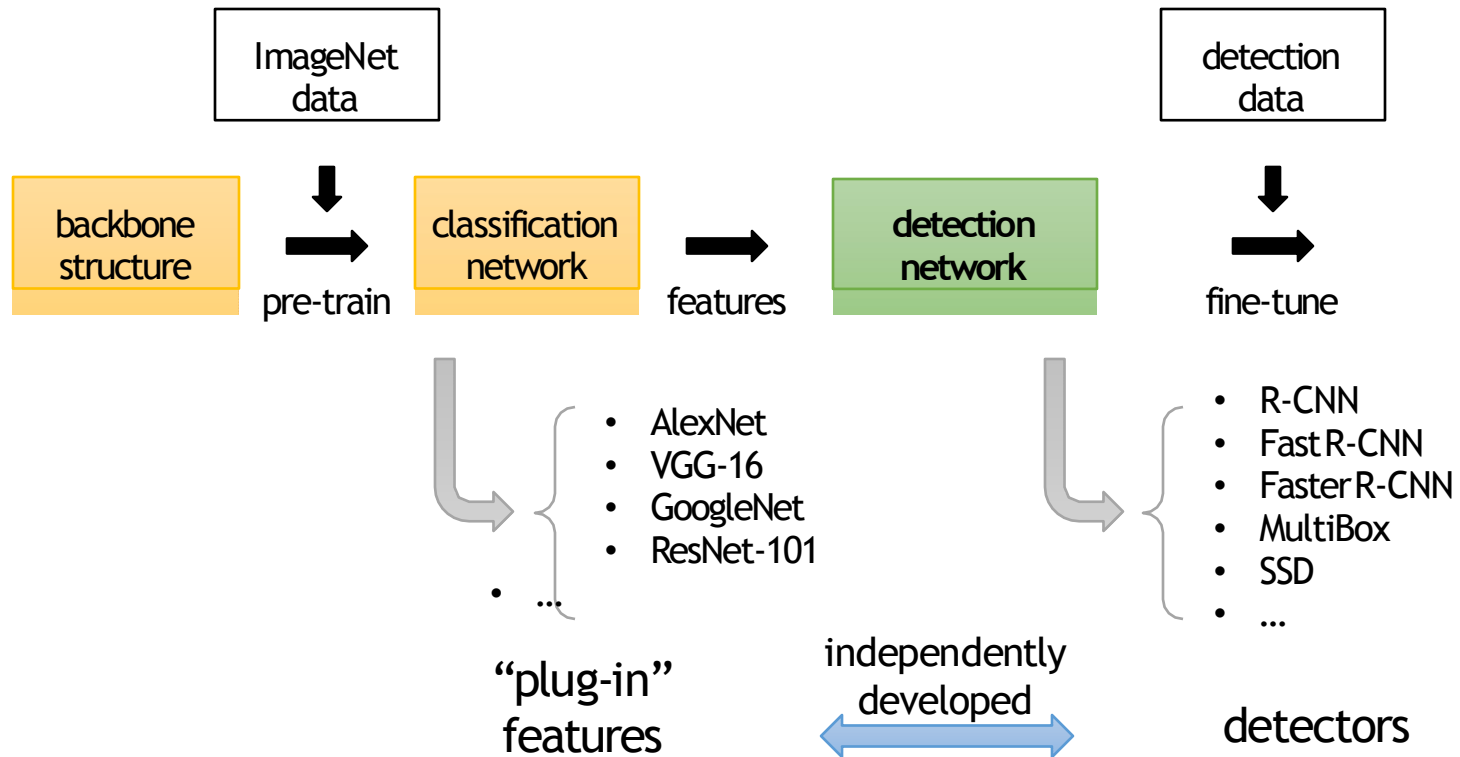 ImageNet
data
detection
data
backbone
structure
pre-train
classification
network
features
detection
network
fine-tune
• AlexNet
• VGG-16
• GoogleNet
• ResNet-101
• ...
• R-CNN
• Fast R-CNN
• Faster R-CNN
• MultiBox
• SSD
• ...
“plug-in”
features
independently
developed
detectors